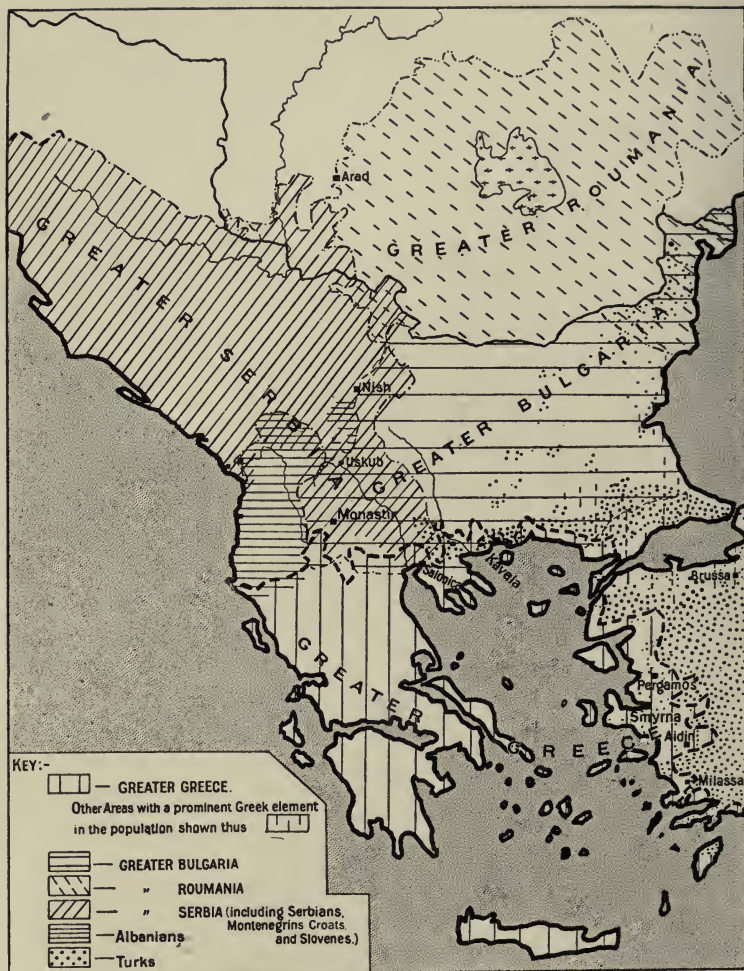 GREATER ROUMANIA
Arad
GREATER SERBIA
Nish
GREATER BULGARIA
Uskub
Monastir
Salonica
Kavala
Brussa
Pergamos
Smyrna
Aidin
Milassa
GREATER GREECE
KEY:-
— GREATER GREECE.
Other Areas with a prominent Greek element
in the population shown thus
— GREATER BULGARIA
— „ ROUMANIA
— „ SERBIA (including Serbians,
Montenegrins Croats
and Slovenes.)
— Albanians
— Turks